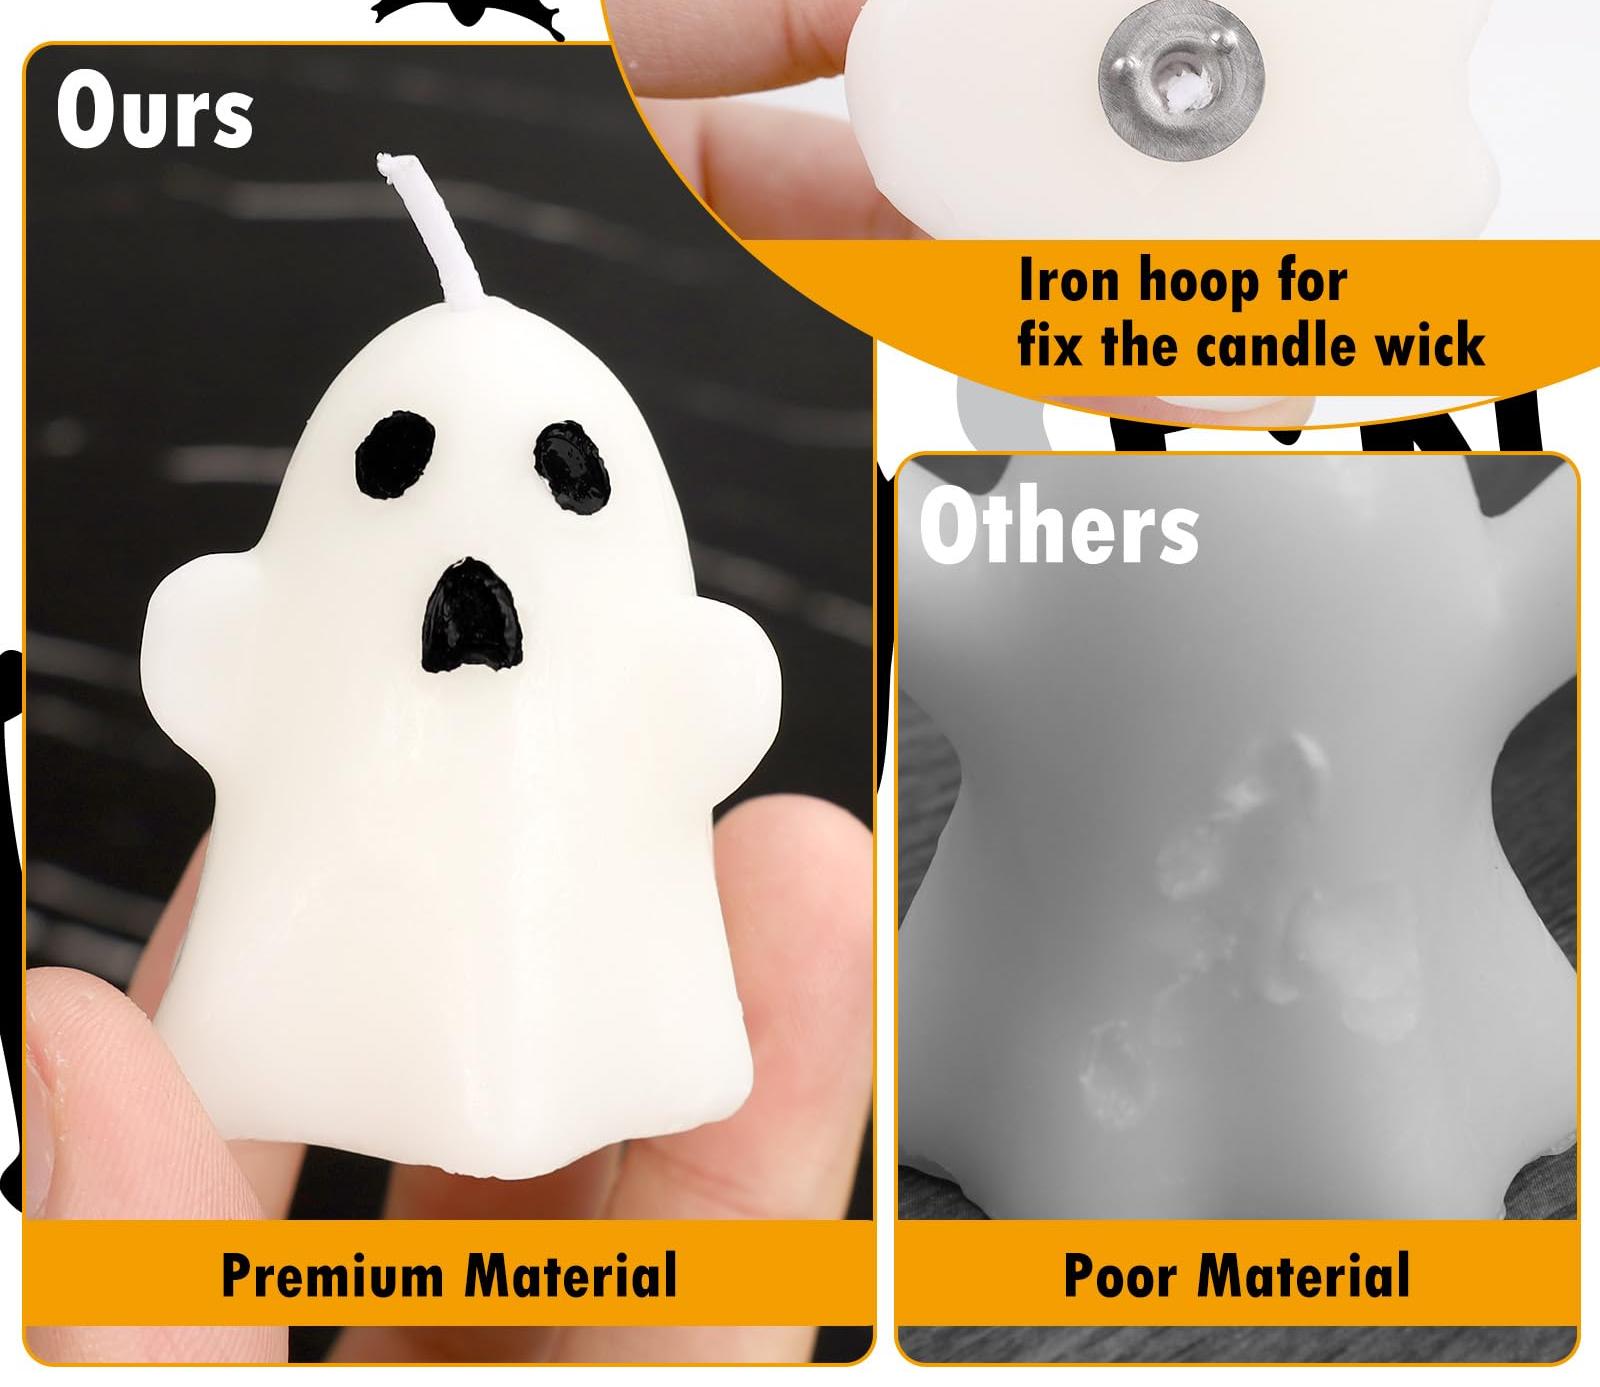 Ours
Iron hoop for
fix the candle wick
Others
Premium Material
Poor Material